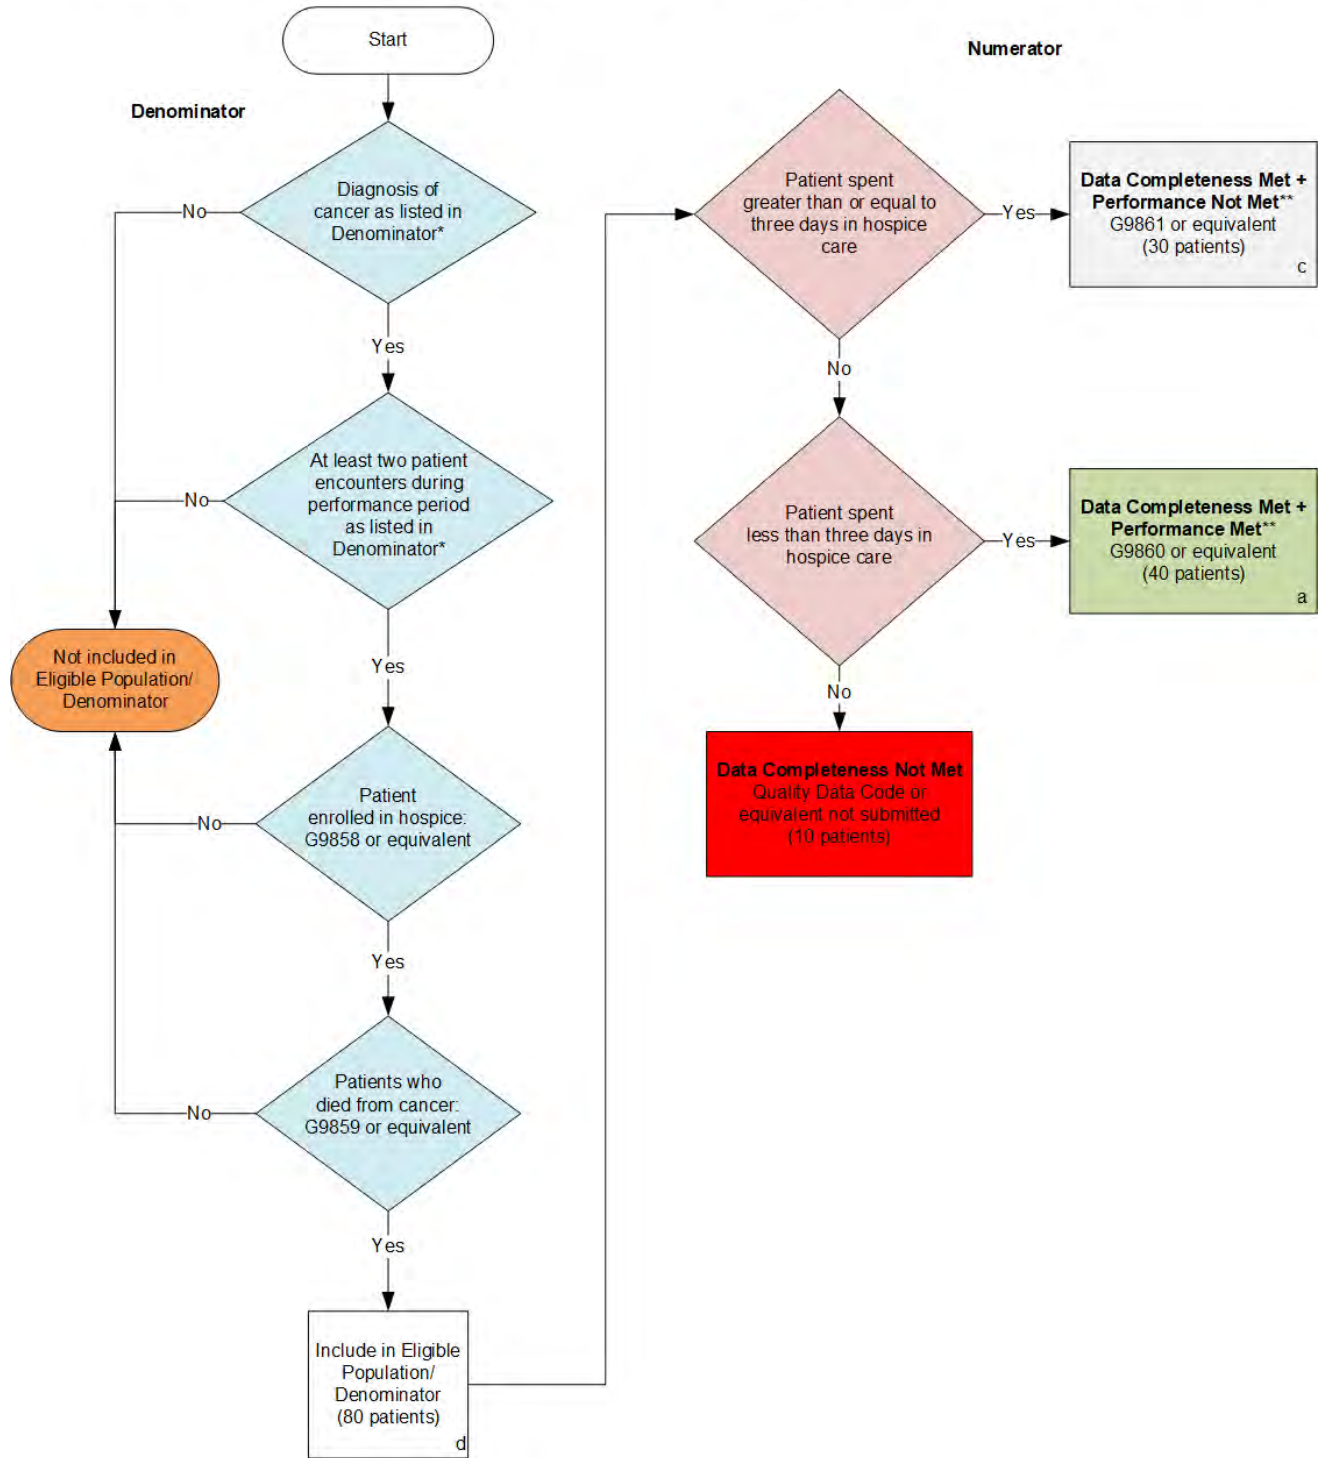 Start
Denominator
Diagnosis of
cancer as listed in
Denominator*
No
Yes
At least two patient
encounters during
performance period
as listed in
Denominator*
No
Yes
Not included in
Eligible Population/
Denominator
Patient
enrolled in hospice:
G9858 or equivalent
No
Yes
Patients who
died from cancer:
G9859 or equivalent
No
Yes
Include in Eligible
Population/
Denominator
(80 patients)
d
Numerator
Patient spent
greater than or equal to
three days in hospice
care
Yes
Data Completeness Met +
Performance Not Met**
G9861 or equivalent
(30 patients)
c
No
Patient spent
less than three days in
hospice care
Yes
Data Completeness Met +
Performance Met**
G9860 or equivalent
(40 patients)
a
No
Data Completeness Not Met
Quality Data Code or
equivalent not submitted
(10 patients)